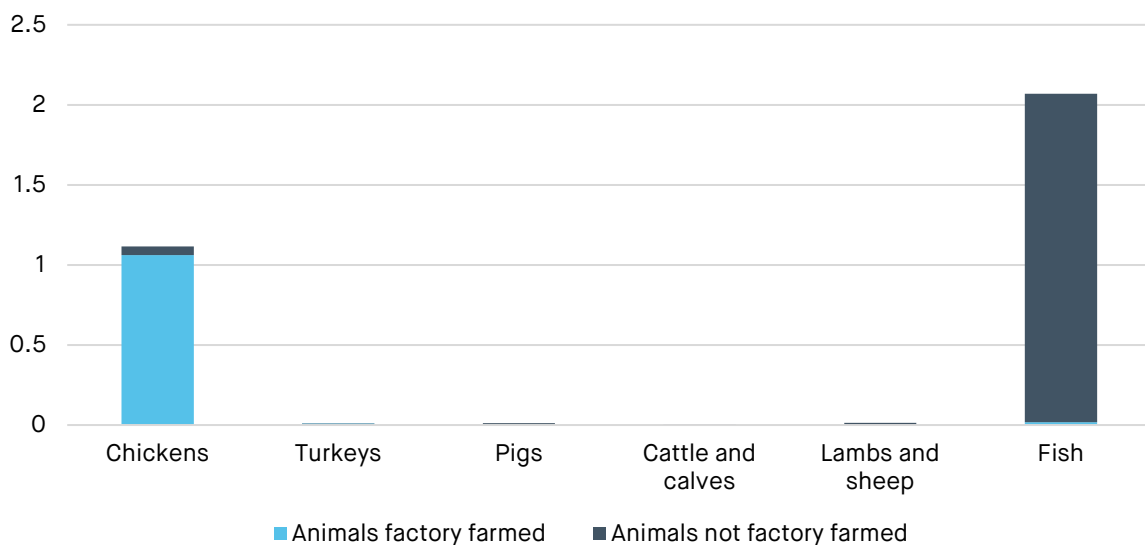 2.5
2
1.5
1
0.5
0
Chickens
Turkeys
Pigs
Cattle and
calves
Lambs and
sheep
Fish
Animals factory farmed
Animals not factory farmed